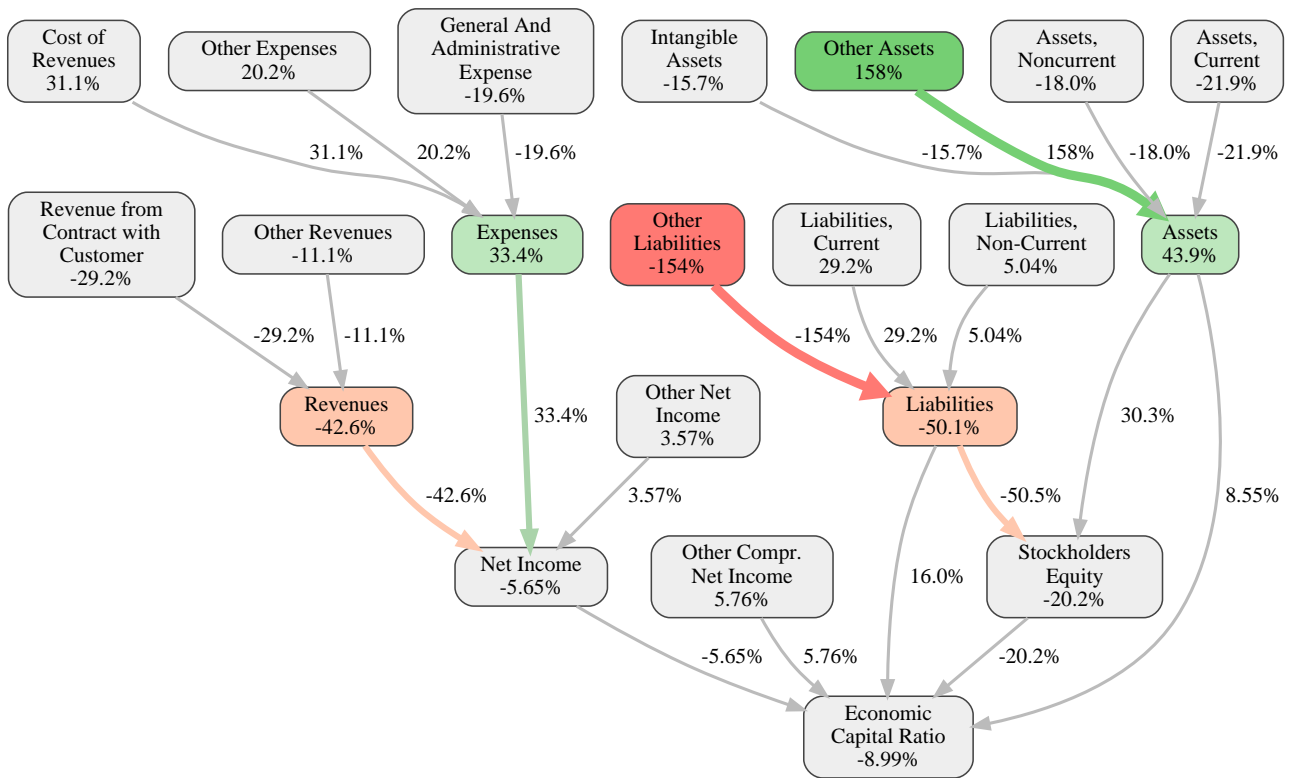 Cost of
Revenues
31.1%
Other Expenses
20.2%
General And
Administrative
Expense
-19.6%
Intangible
Assets
-15.7%
Other Assets
158%
Assets,
Noncurrent
-18.0%
Assets,
Current
-21.9%
31.1%
20.2%
-19.6%
-15.7%
158%
-18.0%
-21.9%
Revenue from
Contract with
Customer
-29.2%
Other Revenues
-11.1%
Expenses
33.4%
Other
Liabilities
-154%
Liabilities,
Current
29.2%
Liabilities,
Non-Current
5.04%
Assets
43.9%
-29.2%
-11.1%
-154%
29.2%
5.04%
Revenues
-42.6%
33.4%
Other Net
Income
3.57%
Liabilities
-50.1%
30.3%
-42.6%
3.57%
-50.5%
8.55%
Net Income
-5.65%
Other Compr.
Net Income
5.76%
16.0%
Stockholders
Equity
-20.2%
-5.65%
5.76%
-20.2%
Economic
Capital Ratio
-8.99%